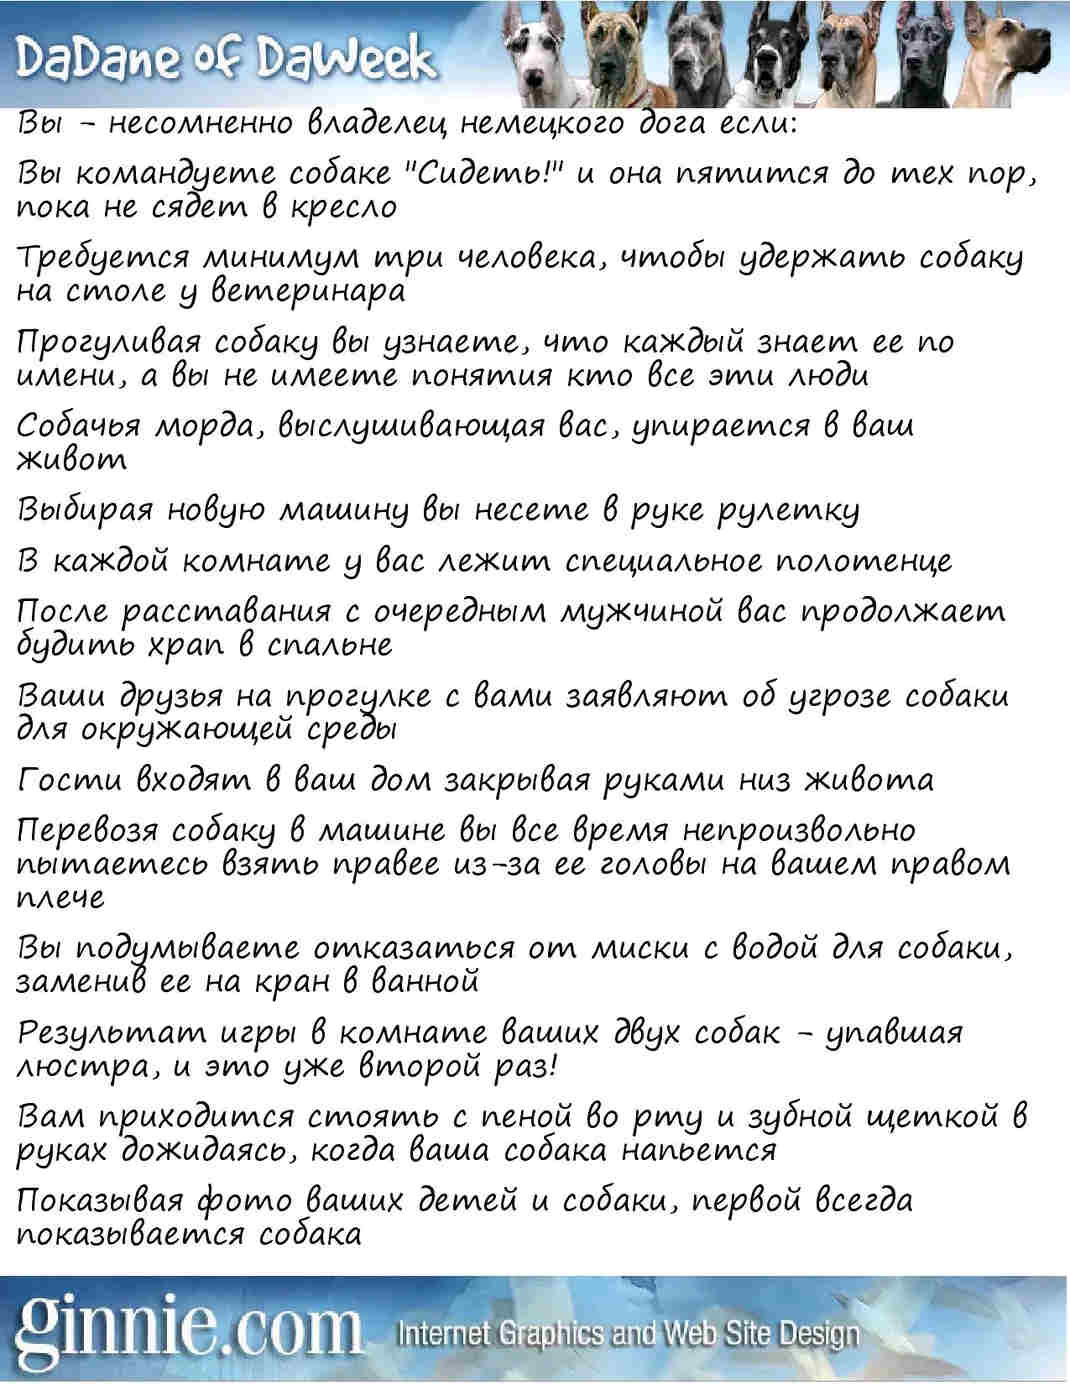 DaDane of DaWeek
Вы - несомненно владелец немецкого дога если:
Вы командуете собаке "Сидеть!" и она пятится до тех пор,
пока не сядет в кресло
Требуется минимум три человека, чтобы удержать собаку
на столе у ветеринара
Прогуливая собаку вы узнаете, что каждый знает ее по
имени, а вы не имеете понятия кто все эти люди
Собачья морда, выслушивающая вас, упирается в ваш
живот
Выбирая новую машину вы несете в руке рулетку
В каждой комнате у вас лежит специальное полотенце
После расставания с очередным мужчиной вас продолжает
будить храп в спальне
Ваши друзья на прогулке с вами заявляют об угрозе собаки
для окружающей среды
Гости входят в ваш дом закрывая руками низ живота
Перевозя собаку в машине вы все время непроизвольно
пытаетесь взять правее из-за ее головы на вашем правом
плече
Вы подумываете отказаться от миски с водой для собаки,
заменив ее на кран в ванной
Результат игры в комнате ваших двух собак - упавшая
люстра, и это уже второй раз!
Вам приходится стоять с пеной во рту и зубной щеткой в
руках дожидаясь, когда ваша собака напьется
Показывая фото ваших детей и собаки, первой всегда
показывается собака
ginnie.com Internet Graphics and Web Site Design